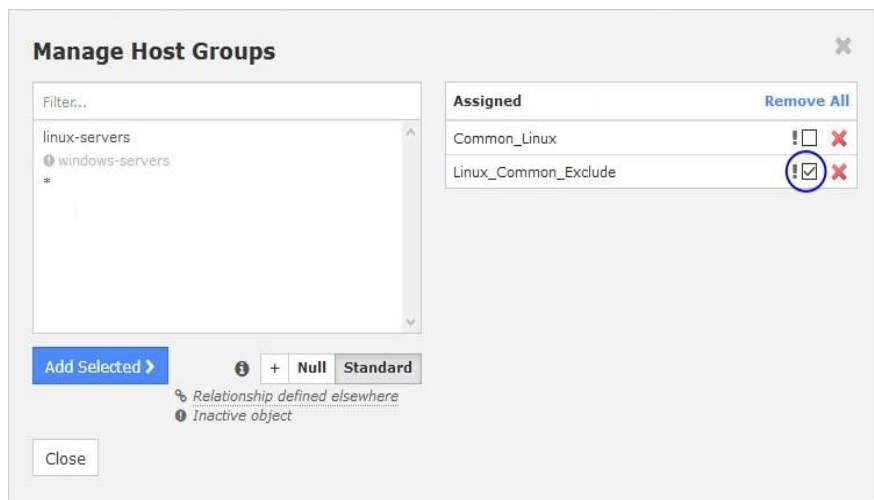 Manage Host Groups
Filter...
linux-servers
windows-servers
*
Add Selected
+ Null Standard
Relationship defined elsewhere
Inactive object
Close
Assigned Remove All
Common_Linux !
Linux_Common_Exclude !